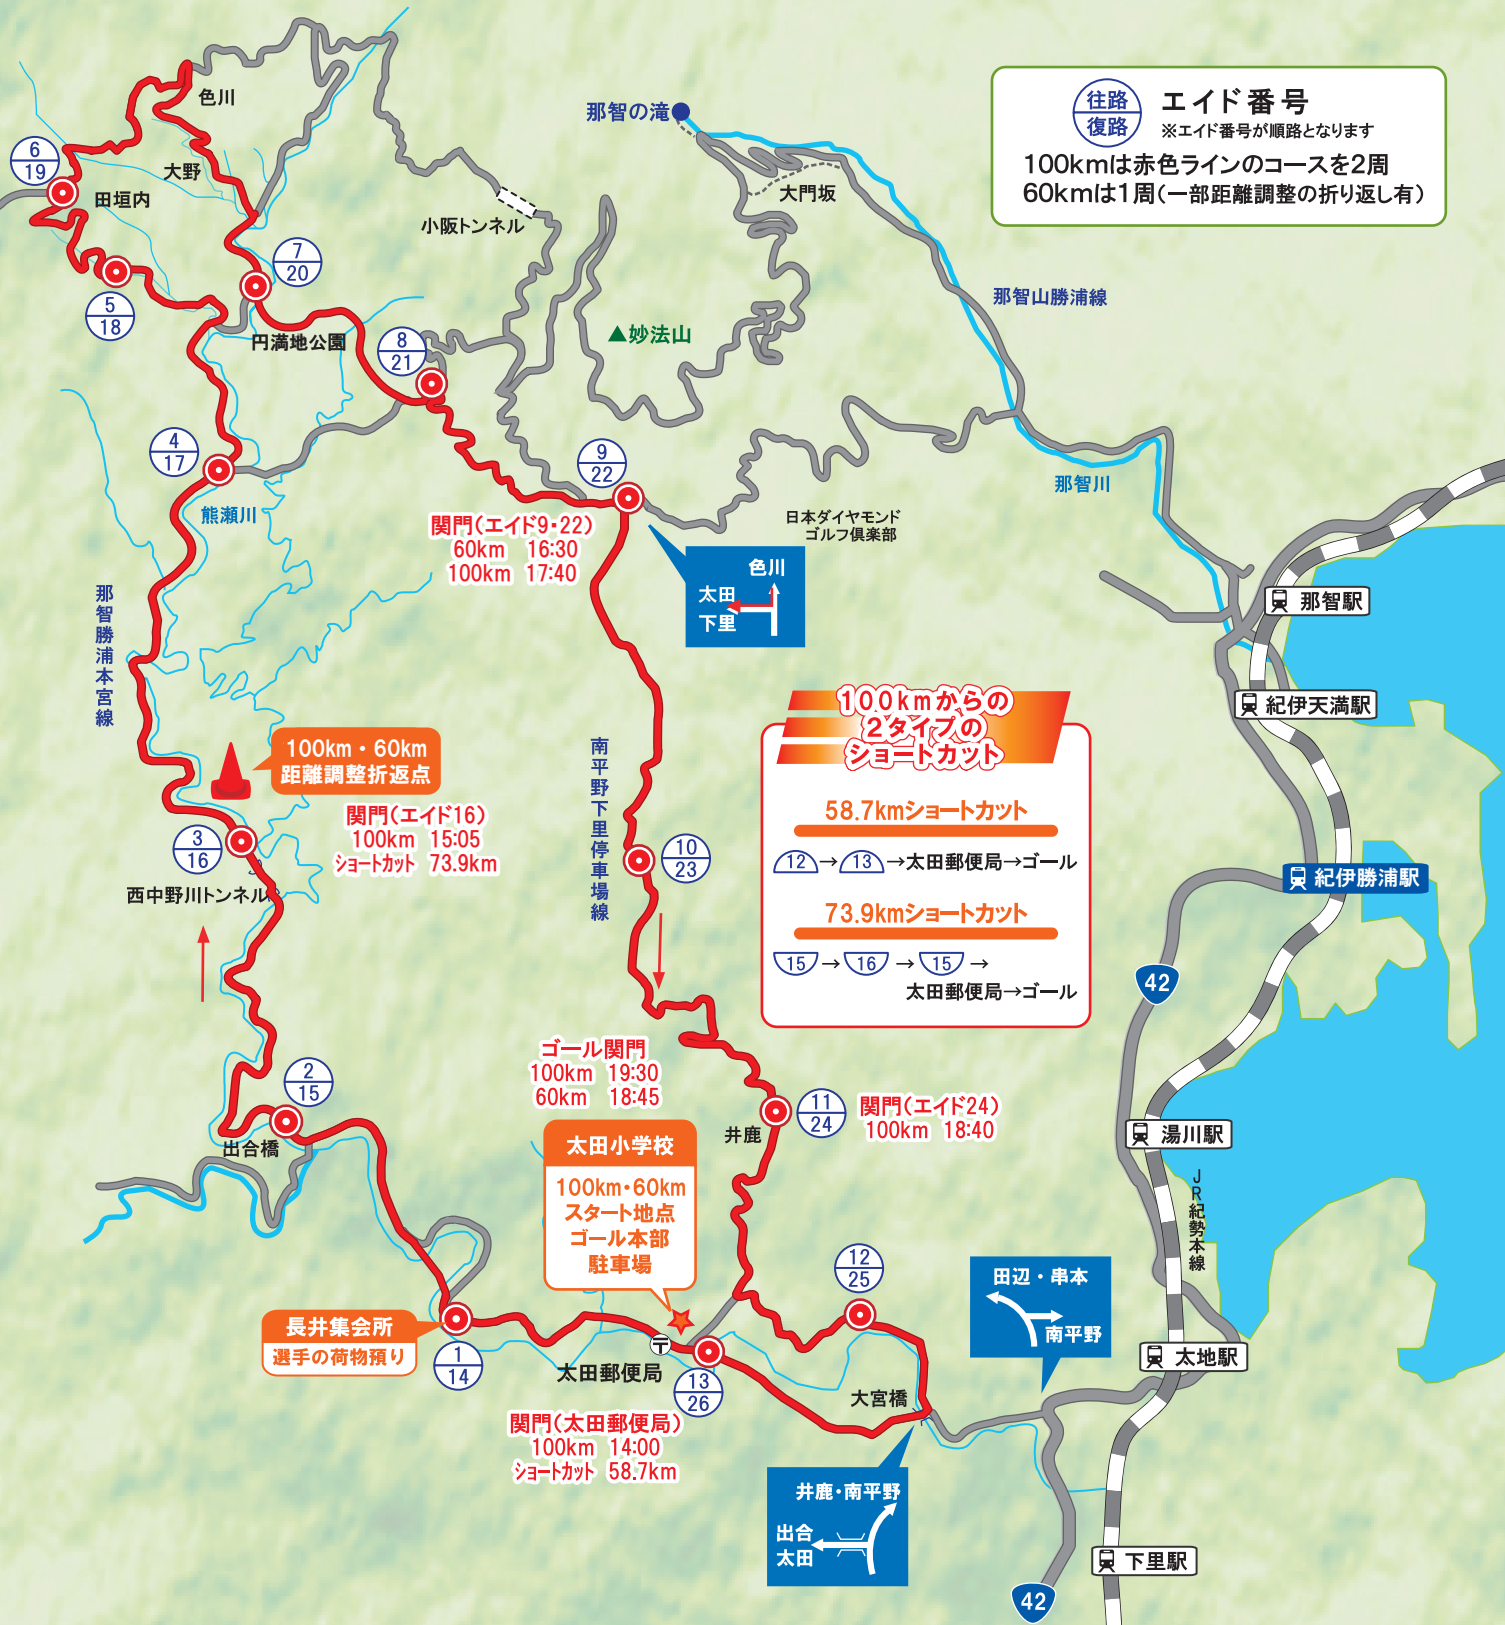 往路
復路
エイド番号
※エイド番号が順路となります
100kmは赤色ラインのコースを2周
60kmは1周(一部距離調整の折り返し有)
色川
那智の滝
6
19
大野
田垣内
大門坂
小阪トンネル
7
20
那智山勝浦線
5
18
円満地公園
▲妙法山
8
21
4
17
9
22
那智川
熊瀬川
関門(エイド9・22)
60km 16:30
100km 17:40
日本ダイヤモンド
ゴルフ倶楽部
色川
太田
下里
那智勝浦本宮線
那智駅
紀伊天満駅
100km・60km
距離調整折返点
関門(エイド16)
100km 15:05
ショートカット 73.9km
3
16
西中野川トンネル
南平野下里停車場線
10
23
100kmからの
2タイプの
ショートカット
58.7kmショートカット
12→13→太田郵便局→ゴール
73.9kmショートカット
15→16→15→
太田郵便局→ゴール
紀伊勝浦駅
42
2
15
出合橋
ゴール関門
100km 19:30
60km 18:45
11
24
関門(エイド24)
100km 18:40
井鹿
湯川駅
JR紀勢本線
太田小学校
100km・60km
スタート地点
ゴール本部
駐車場
12
25
田辺・串本
南平野
長井集会所
選手の荷物預り
1
14
〒
太田郵便局
13
26
太地駅
大宮橋
関門(太田郵便局)
100km 14:00
ショートカット 58.7km
井鹿・南平野
出合
太田
下里駅
42